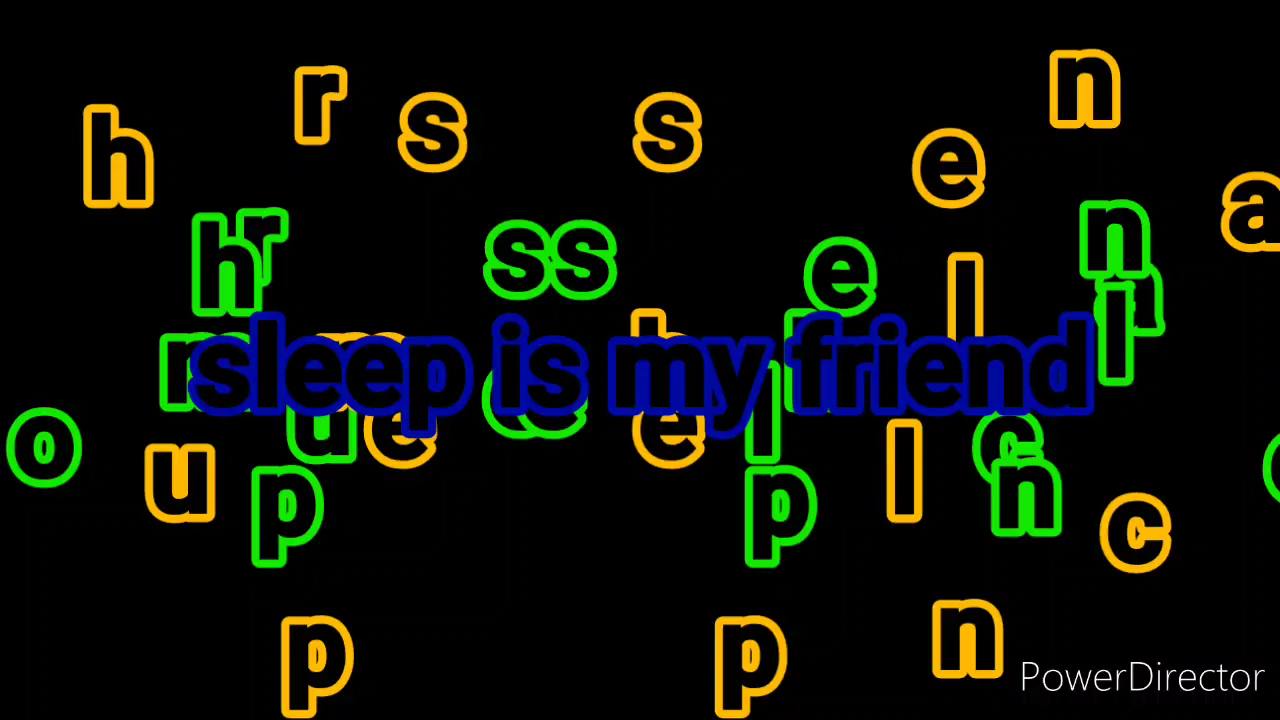 h r s s e n a
h r s s e n
l n l
sleep is my friend
o u u e c e e l l c
p p n c
p p n
PowerDirector